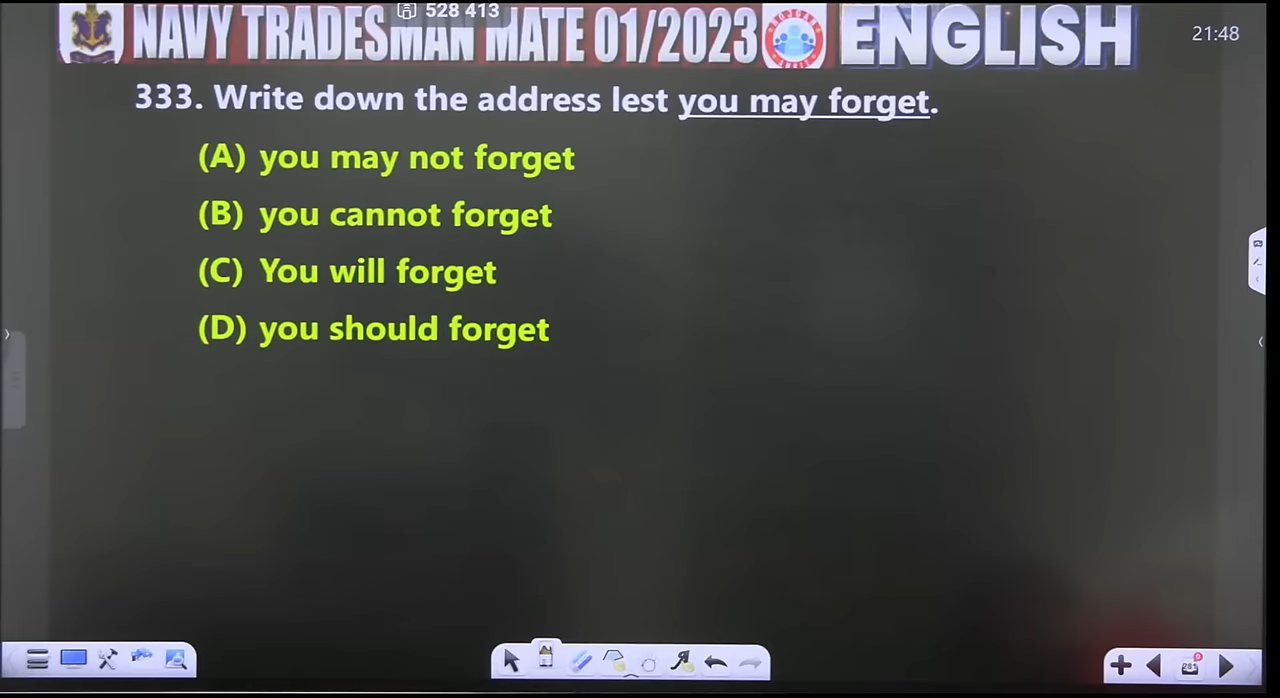 528 413
NAVY TRADESMAN MATE 01/2023 ENGLISH
21:48
333. Write down the address lest you may forget.
(A) you may not forget
(B) you cannot forget
(C) You will forget
(D) you should forget
281